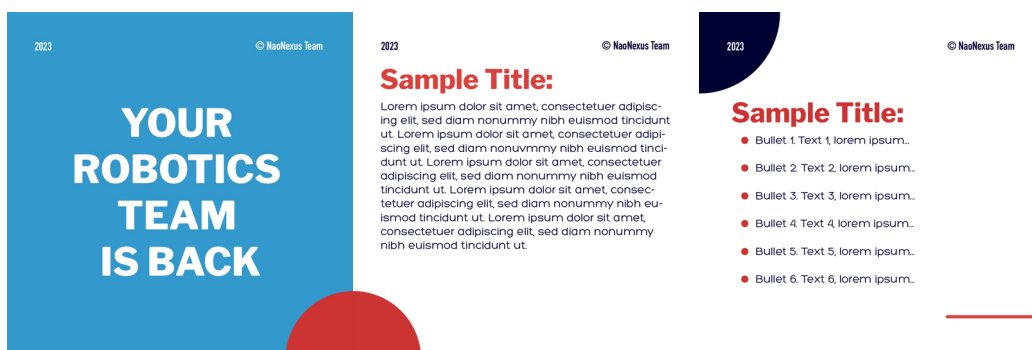 2023
© NaoNexus Team
YOUR
ROBOTICS
TEAM
IS BACK
2023
© NaoNexus Team
Sample Title:
Lorem ipsum dolor sit amet, consectetuer adipisc-
ing elit, sed diam nonummy nibh euismod tincidunt
ut. Lorem ipsum dolor sit amet, consectetuer adipi-
scing elit, sed diam nonuvmmy nibh euismod tinci-
dunt ut. Lorem ipsum dolor sit amet, consectetuer
adipiscing elit, sed diam nonummy nibh euismod
tincidunt ut. Lorem ipsum dolor sit amet, consec-
tetuer adipiscing elit, sed diam nonummy nibh eu-
ismod tincidunt ut. Lorem ipsum dolor sit amet,
consectetuer adipiscing elit, sed diam nonummy
nibh euismod tincidunt ut.
2023
© NaoNexus Team
Sample Title:
Bullet 1. Text 1, lorem ipsum...
Bullet 2. Text 2, lorem ipsum...
Bullet 3. Text 3, lorem ipsum...
Bullet 4. Text 4, lorem ipsum...
Bullet 5. Text 5, lorem ipsum...
Bullet 6. Text 6, lorem ipsum...